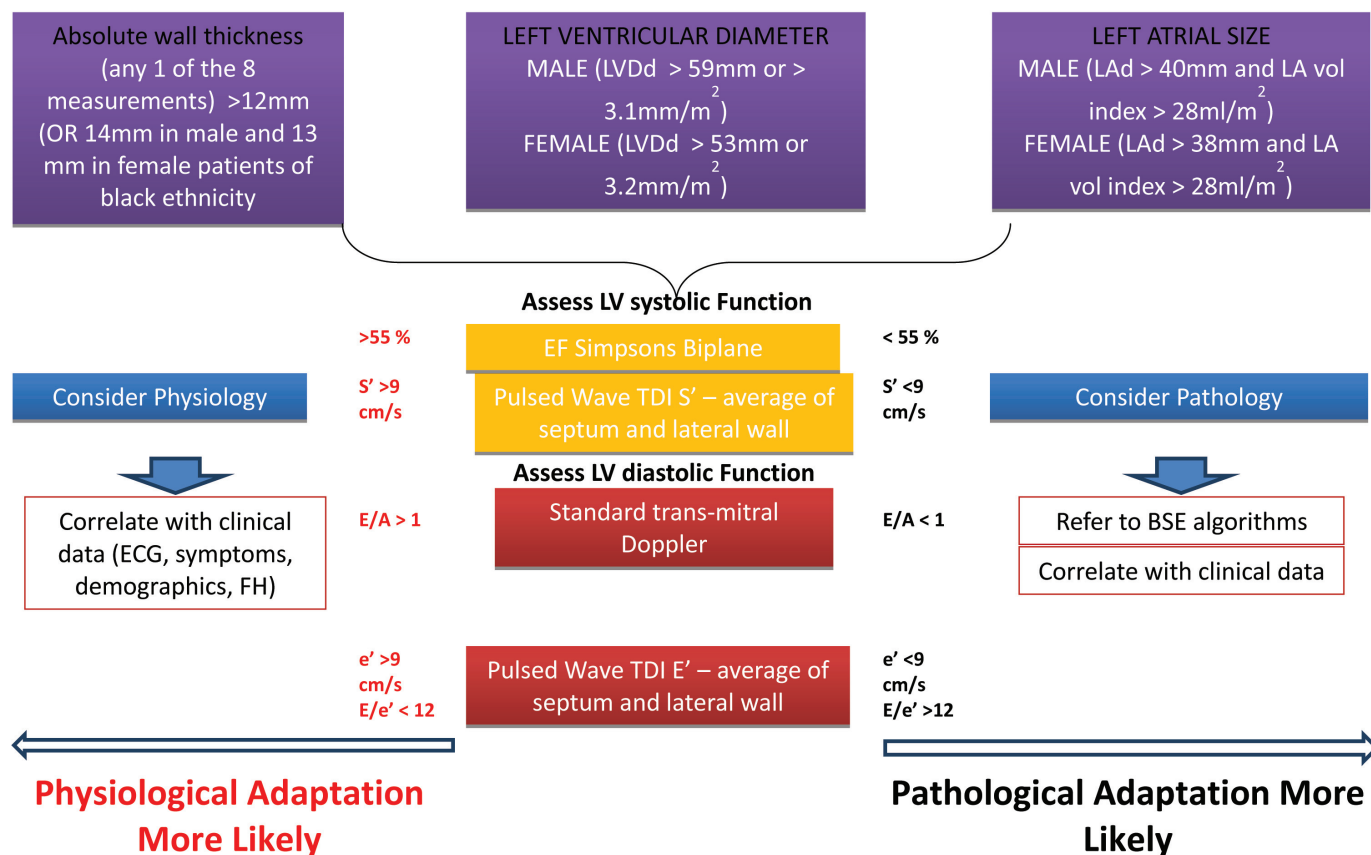 Absolute wall thickness
(any 1 of the 8
measurements) >12mm
(OR 14mm in male and 13
mm in female patients of
black ethnicity
LEFT VENTRICULAR DIAMETER
MALE (LVDd > 59mm or >
3.1mm/m²)
FEMALE (LVDd > 53mm or
3.2mm/m²)
LEFT ATRIAL SIZE
MALE (LAd > 40mm and LA vol
index > 28ml/m²)
FEMALE (LAd > 38mm and LA
vol index > 28ml/m²)
Assess LV systolic Function
>55 %
EF Simpsons Biplane
< 55 %
Consider Physiology
S’ >9
cm/s
Pulsed Wave TDI S’ – average of
septum and lateral wall
S’ <9
cm/s
Consider Pathology
Assess LV diastolic Function
Correlate with clinical
data (ECG, symptoms,
demographics, FH)
E/A > 1
Standard trans-mitral
Doppler
E/A < 1
Refer to BSE algorithms
Correlate with clinical data
e’ >9
cm/s
E/e’ < 12
Pulsed Wave TDI E’ – average of
septum and lateral wall
e’ <9
cm/s
E/e’ >12
Physiological Adaptation
More Likely
Pathological Adaptation More
Likely